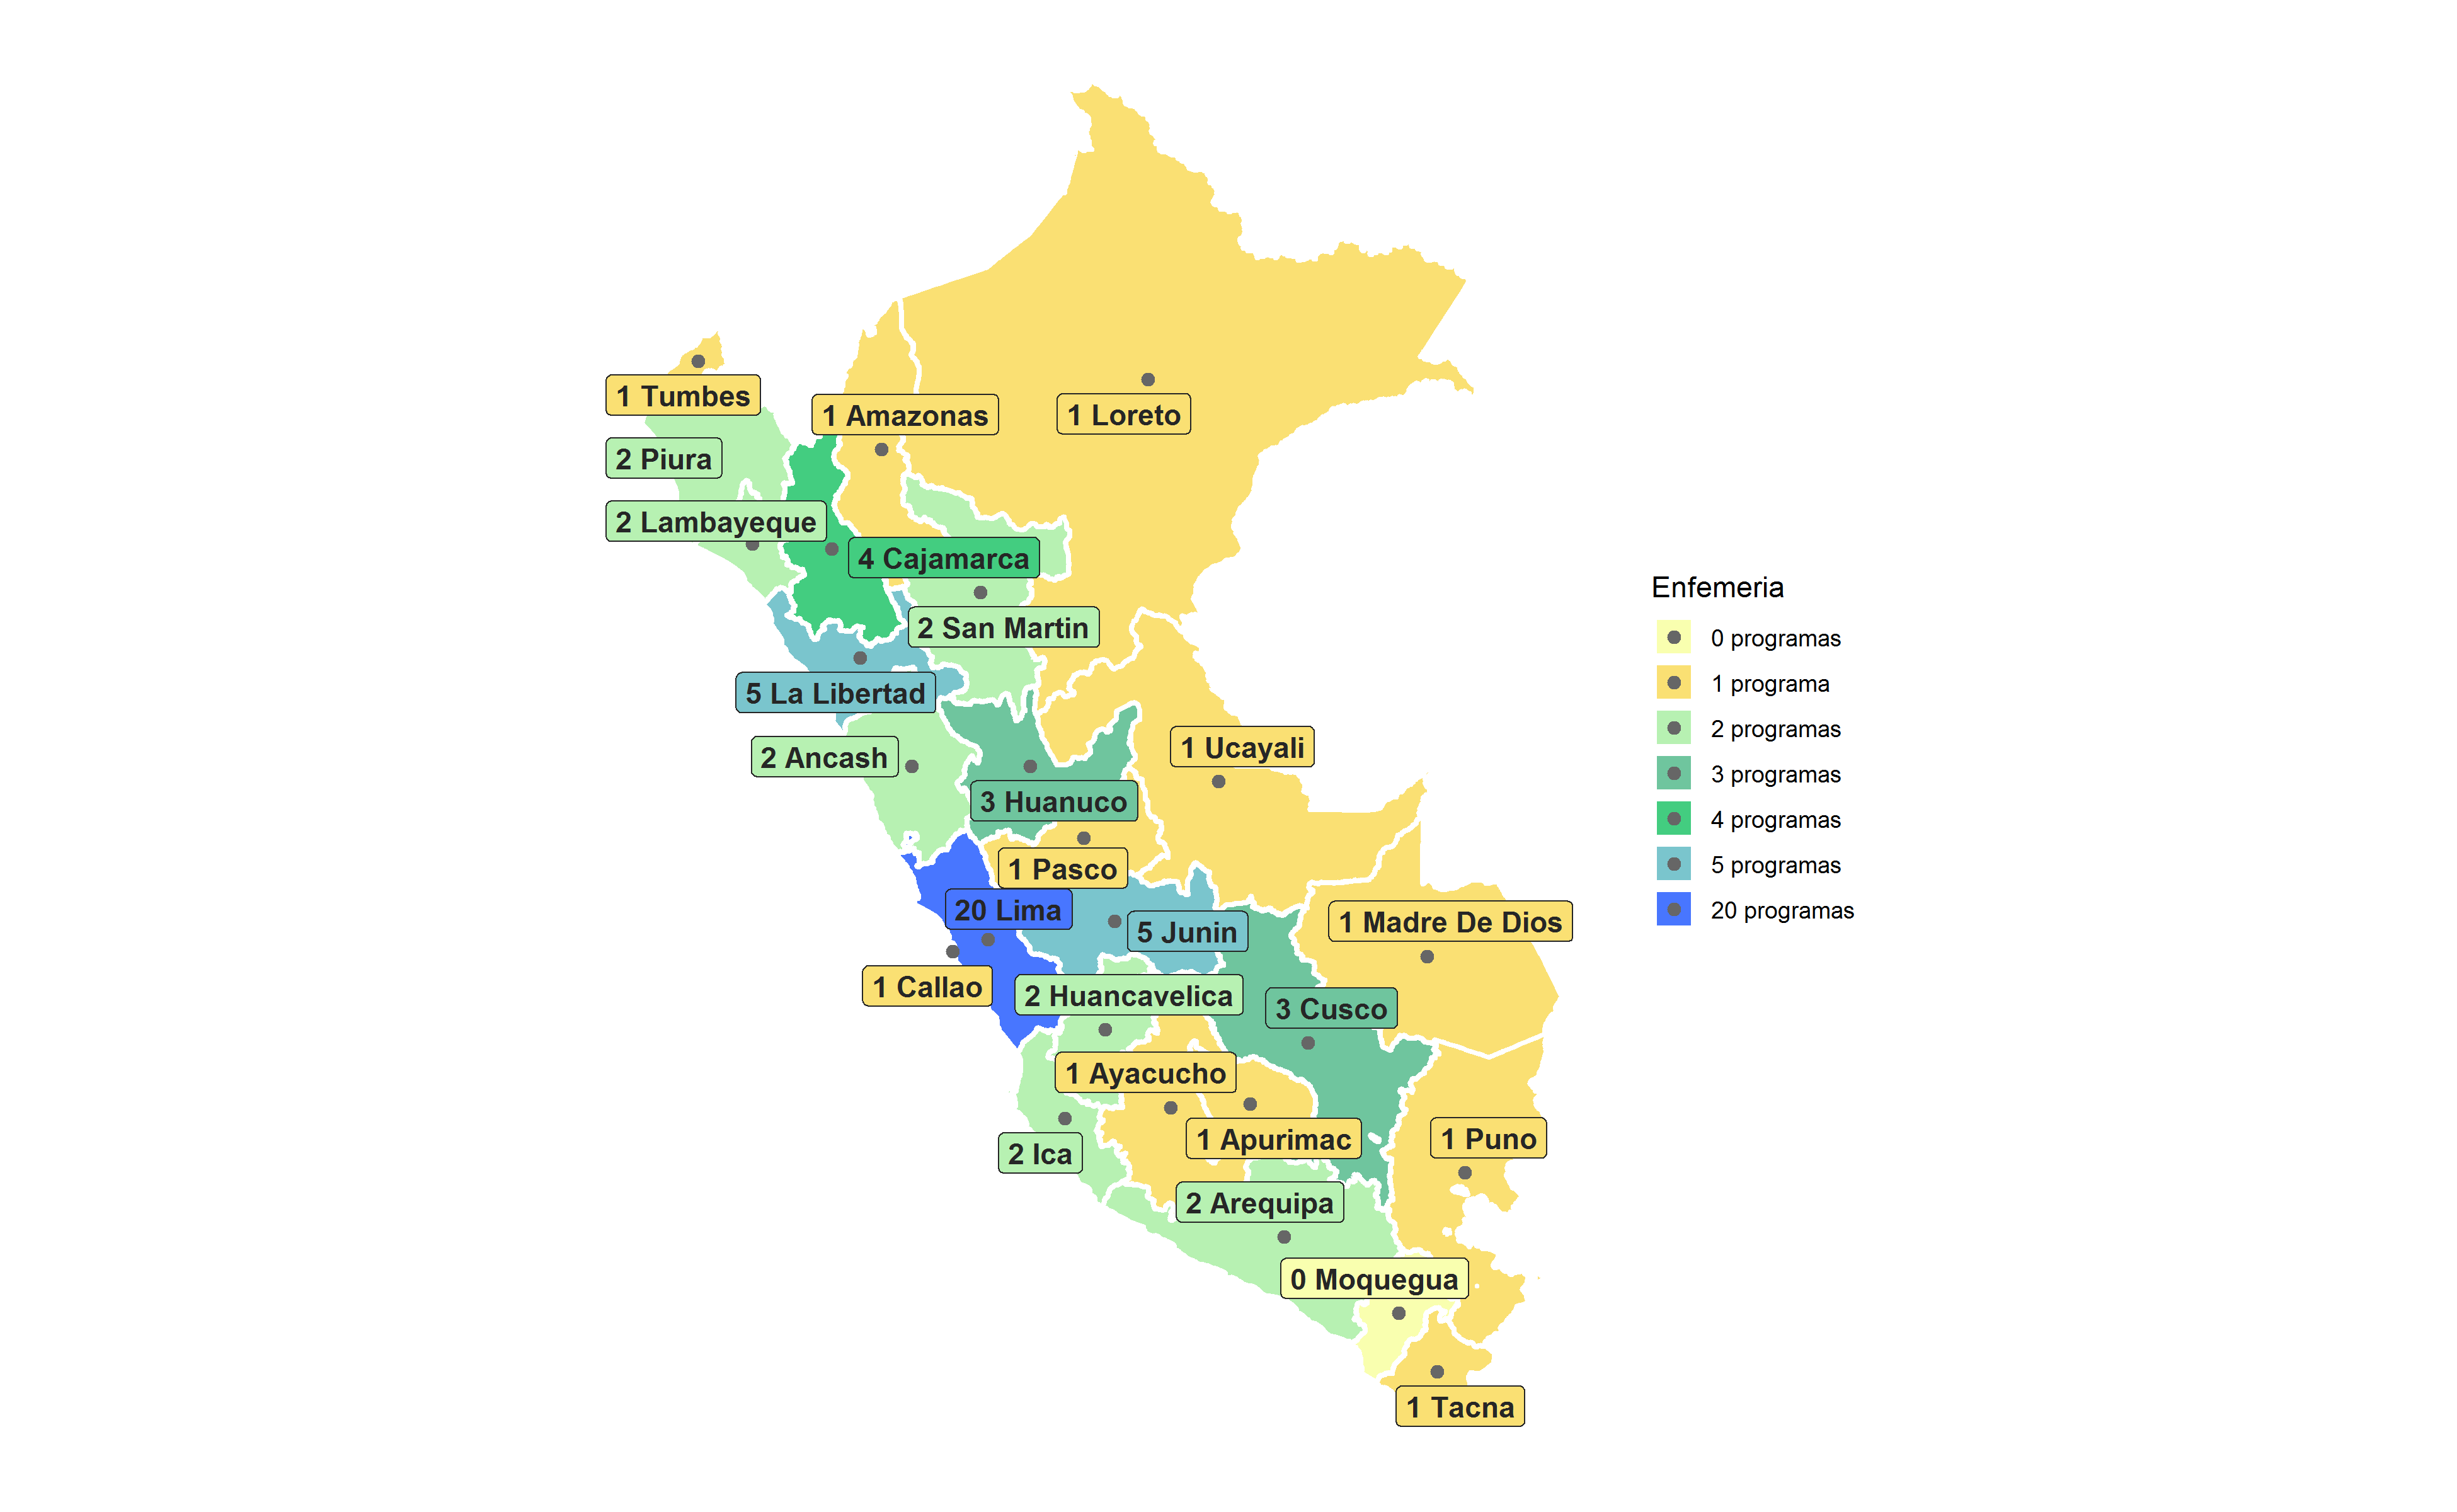 1 Tumbes
1 Amazonas
1 Loreto
2 Piura
2 Lambayeque
4 Cajamarca
2 San Martin
5 La Libertad
1 Ucayali
2 Ancash
3 Huanuco
1 Pasco
20 Lima
5 Junin
1 Madre De Dios
1 Callao
2 Huancavelica
3 Cusco
1 Ayacucho
1 Apurimac
1 Puno
2 Ica
2 Arequipa
0 Moquegua
1 Tacna
Enfemeria
0 programas
1 programa
2 programas
3 programas
4 programas
5 programas
20 programas